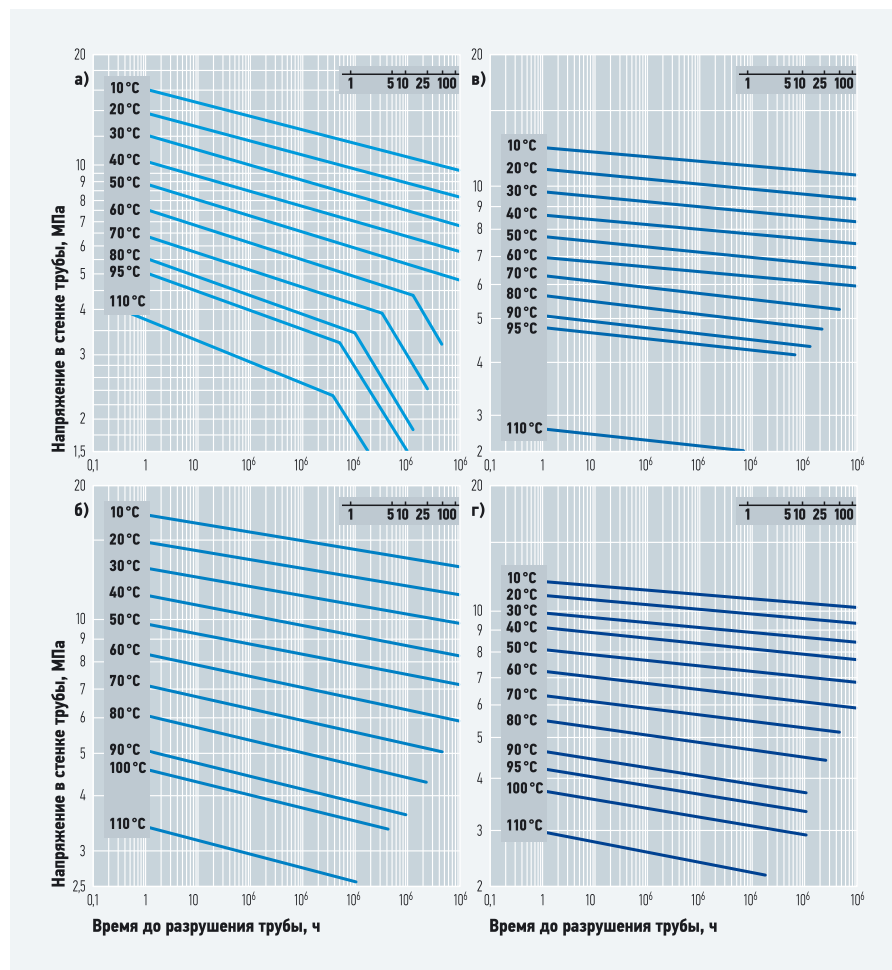 20
а)
1 5 10 25 100
10 °C
20 °C
30 °C
40 °C
50 °C
60 °C
70 °C
80 °C
95 °C
110 °C
10
9
8
7
6
5
4
3
2
1,5
Напряжение в стенке трубы, МПа
0,1 1 10 10⁶ 10⁶ 10⁶ 10⁶ 10⁶
20
в)
1 5 10 25 100
10 °C
20 °C
30 °C
40 °C
50 °C
60 °C
70 °C
80 °C
90 °C
95 °C
110 °C
10
9
8
7
6
5
4
3
2
0,1 1 10 10⁶ 10⁶ 10⁶ 10⁶ 10⁶
20
б)
1 5 10 25 100
10 °C
20 °C
30 °C
40 °C
50 °C
60 °C
70 °C
80 °C
90 °C
100 °C
110 °C
10
9
8
7
6
5
4
3
2,5
Напряжение в стенке трубы, МПа
0,1 1 10 10⁶ 10⁶ 10⁶ 10⁶ 10⁶
Время до разрушения трубы, ч
20
г)
1 5 10 25 100
10 °C
20 °C
30 °C
40 °C
50 °C
60 °C
70 °C
80 °C
90 °C
95 °C
100 °C
110 °C
10
9
8
7
6
5
4
3
2
0,1 1 10 10⁶ 10⁶ 10⁶ 10⁶ 10⁶
Время до разрушения трубы, ч